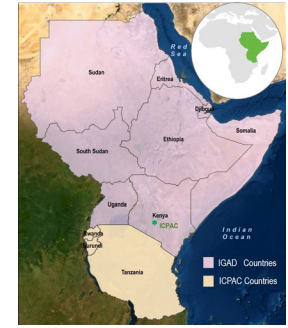 Red
Sea
Sudan
Eritrea
Djibouti
Somalia
Ethiopia
South Sudan
Uganda
Kenya
ICPAC
Rwanda
Burundi
Indian
Ocean
Tanzania
IGAD Countries
ICPAC Countries